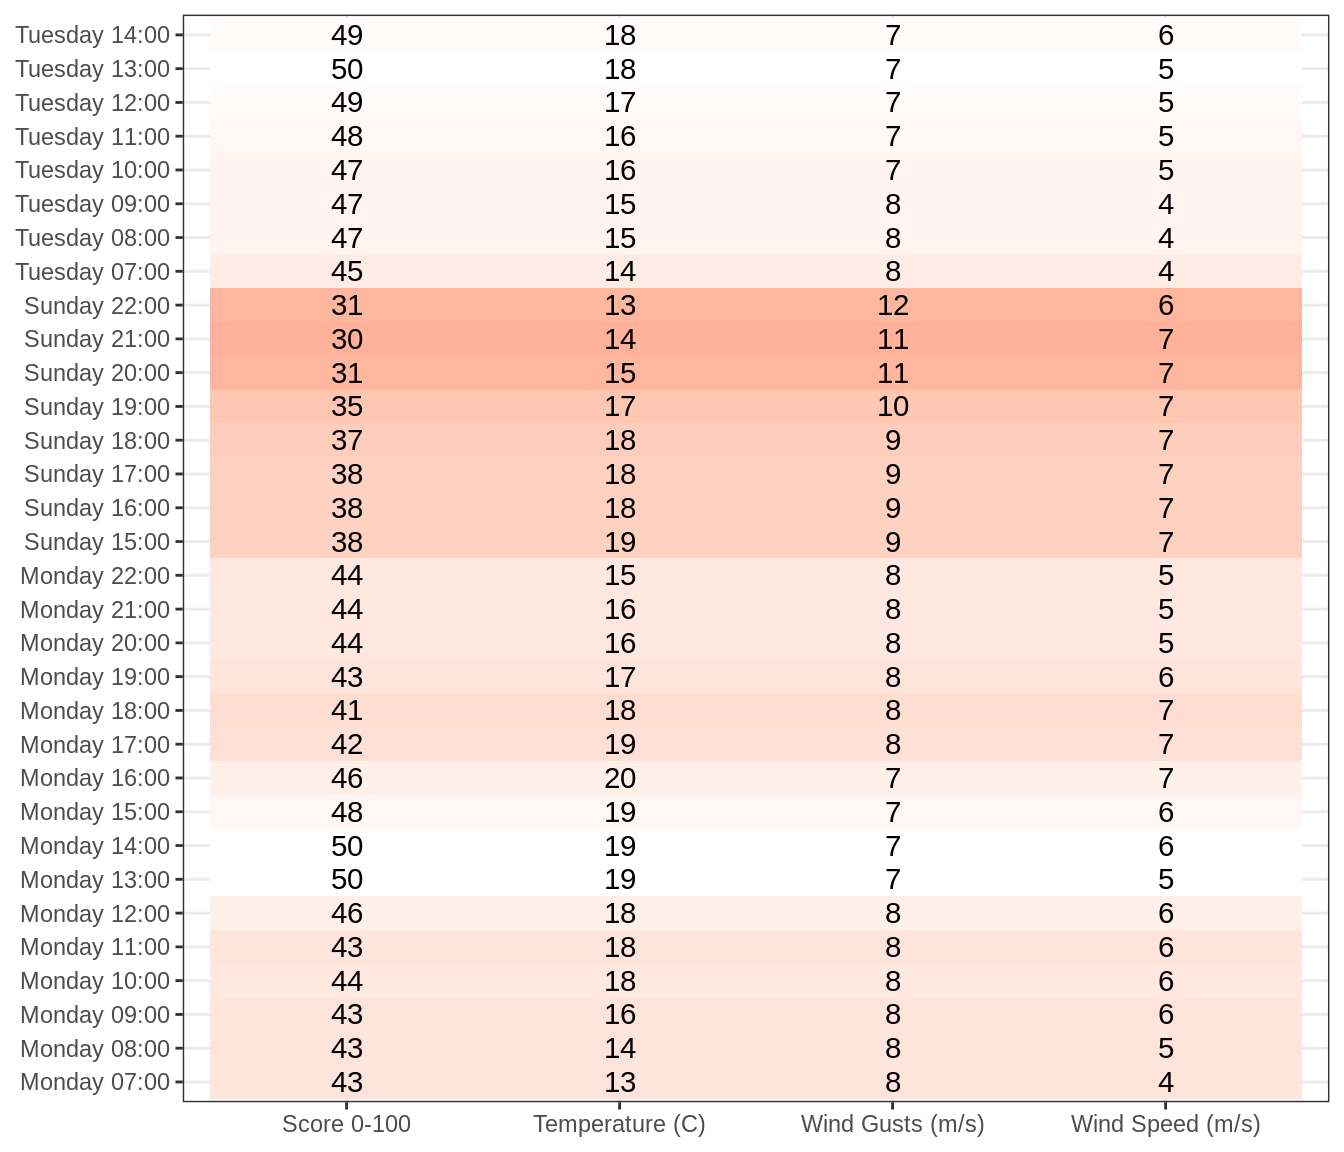 Tuesday 14:00 49 18 7 6
Tuesday 13:00 50 18 7 5
Tuesday 12:00 49 17 7 5
Tuesday 11:00 48 16 7 5
Tuesday 10:00 47 16 7 5
Tuesday 09:00 47 15 8 4
Tuesday 08:00 47 15 8 4
Tuesday 07:00 45 14 8 4
Sunday 22:00 31 13 12 6
Sunday 21:00 30 14 11 7
Sunday 20:00 31 15 11 7
Sunday 19:00 35 17 10 7
Sunday 18:00 37 18 9 7
Sunday 17:00 38 18 9 7
Sunday 16:00 38 18 9 7
Sunday 15:00 38 19 9 7
Monday 22:00 44 15 8 5
Monday 21:00 44 16 8 5
Monday 20:00 44 16 8 5
Monday 19:00 43 17 8 6
Monday 18:00 41 18 8 7
Monday 17:00 42 19 8 7
Monday 16:00 46 20 7 7
Monday 15:00 48 19 7 6
Monday 14:00 50 19 7 6
Monday 13:00 50 19 7 5
Monday 12:00 46 18 8 6
Monday 11:00 43 18 8 6
Monday 10:00 44 18 8 6
Monday 09:00 43 16 8 6
Monday 08:00 43 14 8 5
Monday 07:00 43 13 8 4
Score 0-100 Temperature (C) Wind Gusts (m/s) Wind Speed (m/s)